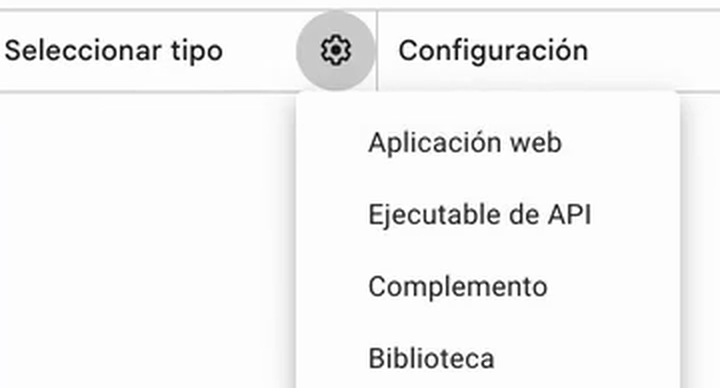 Seleccionar tipo
Configuración
Aplicación web
Ejecutable de API
Complemento
Biblioteca